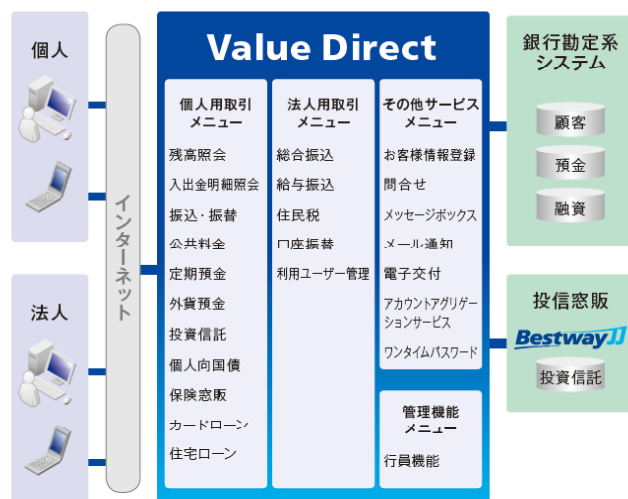 個人
法人
インターネット
Value Direct
個人用取引
メニュー
残高照会
入出金明細照会
振込・振替
公共料金
定期預金
外貨預金
投資信託
個人向国債
保険窓販
カードローン
住宅ローン
法人用取引
メニュー
総合振込
給与振込
住民税
口座振替
利用ユーザー管理
その他サービス
メニュー
お客様情報登録
問合せ
メッセージボックス
メール通知
電子交付
アカウントアグリゲー
ションサービス
ワンタイムパスワード
管理機能
メニュー
行員機能
銀行勘定系
システム
顧客
預金
融資
投信窓販
BestwayJJ
投資信託